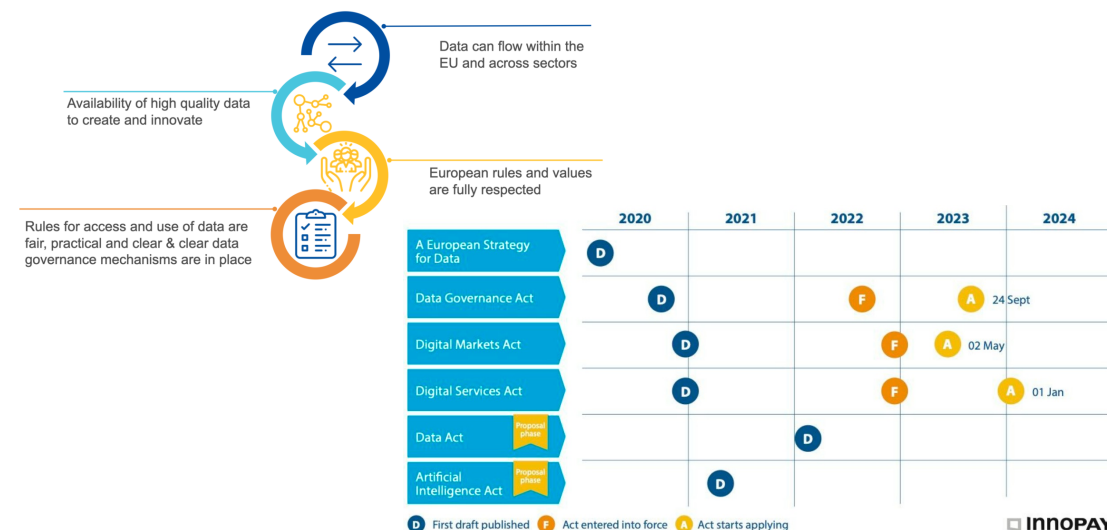 Data can flow within the
EU and across sectors
Availability of high quality data
to create and innovate
European rules and values
are fully respected
Rules for access and use of data are
fair, practical and clear & clear data
governance mechanisms are in place
2020 2021 2022 2023 2024
A European Strategy
for Data
D
Data Governance Act
D F A 24 Sept
Digital Markets Act
D F A 02 May
Digital Services Act
D F A 01 Jan
Data Act
Proposal
phase
D
Artificial
Intelligence Act
Proposal
phase
D
D First draft published F Act entered into force A Act starts applying
INNOPAY